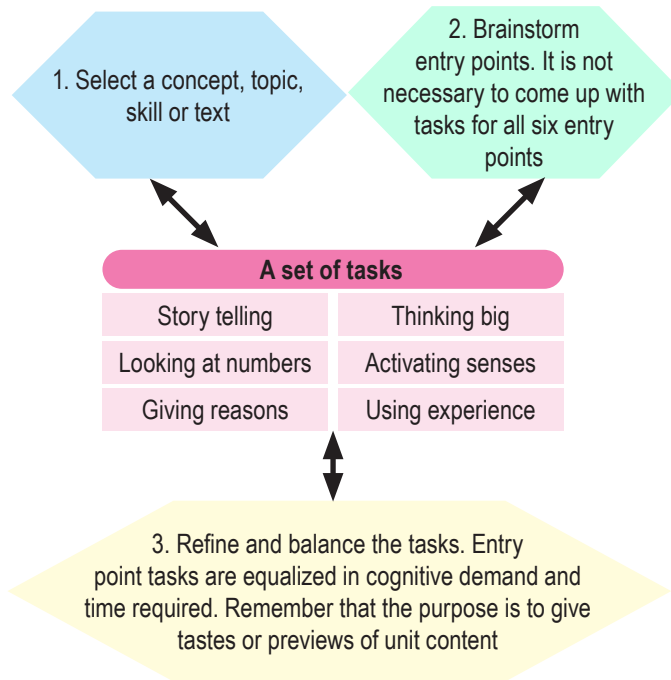 1. Select a concept, topic,
skill or text
2. Brainstorm
entry points. It is not
necessary to come up with
tasks for all six entry
points
A set of tasks
Story telling
Thinking big
Looking at numbers
Activating senses
Giving reasons
Using experience
3. Refine and balance the tasks. Entry
point tasks are equalized in cognitive demand and
time required. Remember that the purpose is to give
tastes or previews of unit content